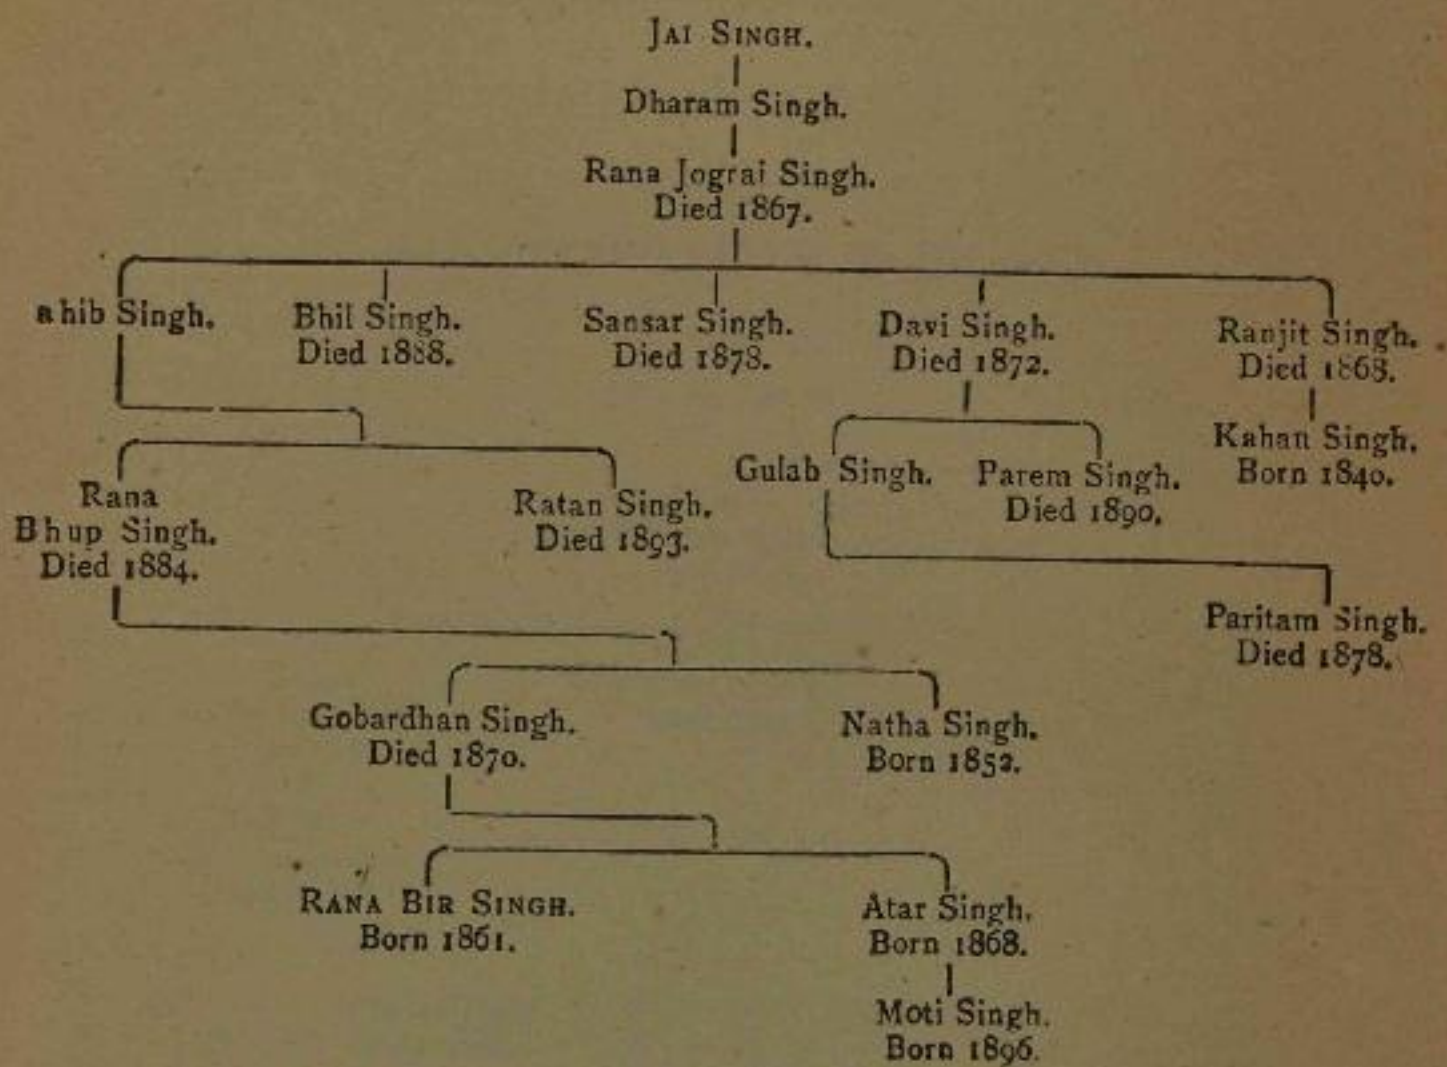 JAI SINGH.
Dharam Singh.
Rana Jograi Singh.
Died 1867.
ahib Singh.
Bhil Singh.
Died 1888.
Sansar Singh.
Died 1878.
Davi Singh.
Died 1872.
Ranjit Singh.
Died 1868.
Kahan Singh.
Born 1840.
Gulab Singh.
Parem Singh.
Died 1890.
Rana
Bhup Singh.
Died 1884.
Ratan Singh.
Died 1893.
Paritam Singh.
Died 1878.
Gobardhan Singh.
Died 1870.
Natha Singh.
Born 1852.
RANA BIR SINGH.
Born 1861.
Atar Singh.
Born 1868.
Moti Singh.
Born 1896.